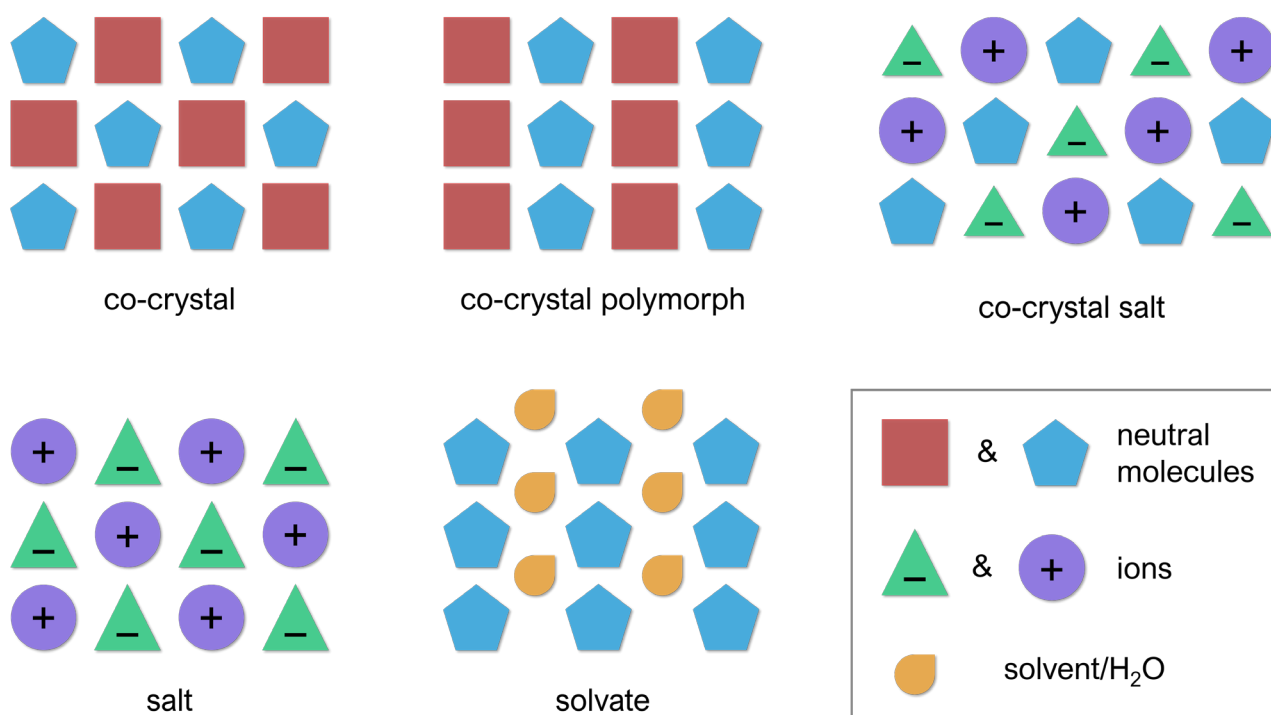 − + − +
+ − +
− + −
co-crystal
co-crystal polymorph
co-crystal salt
+ − + −
− + − +
+ − + −
salt
solvate
& neutral
molecules
− & + ions
solvent/H₂O